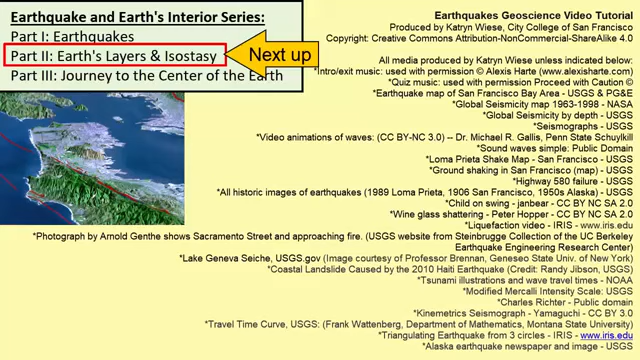 Earthquake and Earth's Interior Series:
Part I: Earthquakes
Part II: Earth's Layers & Isostasy
Next up
Part III: Journey to the Center of the Earth
Earthquakes Geoscience Video Tutorial
Produced by Katryn Wiese, City College of San Francisco
Copyright: Creative Commons Attribution-NonCommercial-ShareAlike 4.0
All media produced by Katryn Wiese unless indicated below:
*Intro/exit music: used with permission © Alexis Harte (www.alexisharte.com)
*Quiz music: used with permission Proceed with Caution ©
*Earthquake map of San Francisco Bay Area - USGS & PG&E
*Global Seismicity map 1963-1998 - NASA
*Global Seismicity by depth - USGS
*Seismographs - USGS
*Video animations of waves: (CC BY-NC 3.0) -- Dr. Michael R. Gallis, Penn State Schuylkill
*Sound waves simple: Public Domain
*Loma Prieta Shake Map - San Francisco - USGS
*Ground shaking in San Francisco (map) - USGS
*Highway 580 failure - USGS
*All historic images of earthquakes (1989 Loma Prieta, 1906 San Francisco, 1950s Alaska) - USGS
*Child on swing - janbear - CC BY NC SA 2.0
*Wine glass shattering - Peter Hopper - CC BY NC SA 2.0
*Liquefaction video - IRIS - www.iris.edu
*Photograph by Arnold Genthe shows Sacramento Street and approaching fire. (USGS website from Steinbrugge Collection of the UC Berkeley
Earthquake Engineering Research Center)
*Lake Geneva Seiche, USGS.gov (Image courtesy of Professor Brennan, Geneseo State Univ. of New York)
*Coastal Landslide Caused by the 2010 Haiti Earthquake (Credit: Randy Jibson, USGS)
*Tsunami illustrations and wave travel times - NOAA
*Modified Mercalli Intensity Scale: USGS
*Charles Richter - Public domain
*Kinemetrics Seismograph - Yamaguchi - CC BY 3.0
*Travel Time Curve, USGS: (Frank Wattenberg, Department of Mathematics, Montana State University)
*Triangulating Earthquake from 3 circles - IRIS - www.iris.edu
*Alaska earthquake newspaper and image - USGS